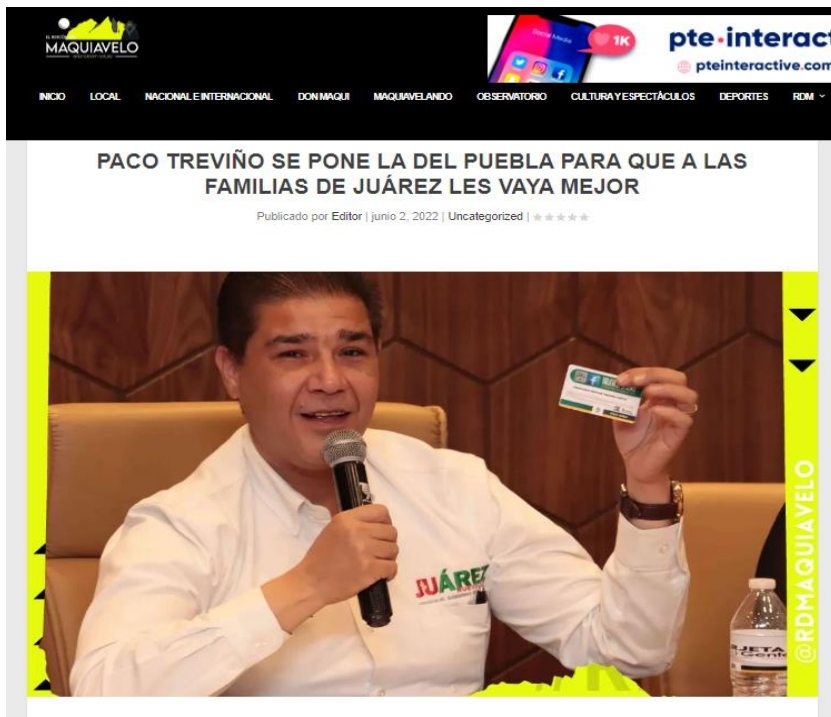 MAQUIAVELO
Social Media
1K
pte·interact
pteinteractive.com
INICIO LOCAL NACIONAL E INTERNACIONAL DON MAQUI MAQUIAVELANDO OBSERVATORIO CULTURA Y ESPECTÁCULOS DEPORTES RDM
PACO TREVIÑO SE PONE LA DEL PUEBLA PARA QUE A LAS
FAMILIAS DE JUÁREZ LES VAYA MEJOR
Publicado por Editor | junio 2, 2022 | Uncategorized |
JUÁREZ
@RDMAQUIAVELO